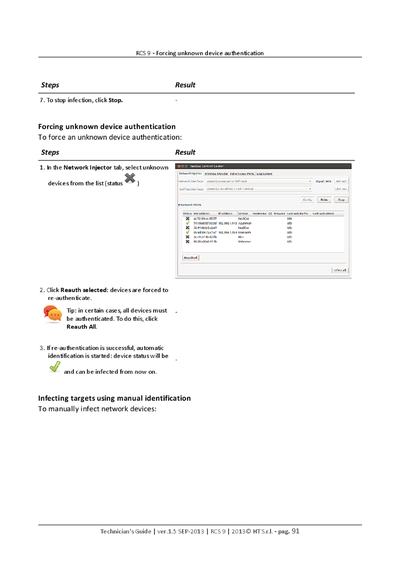 RCS 9 - Forcing unknown device authentication
Steps Result
7. To stop infection, click Stop. -
Forcing unknown device authentication
To force an unknown device authentication:
Steps Result
1. In the Network Injector tab, select unknown
devices from the list (status )
2. Click Reauth selected: devices are forced to
re-authenticate.
Tip: in certain cases, all devices must -
be authenticated. To do this, click
Reauth All.
3. If re-authentication is successful, automatic
identification is started: device status will be -
and can be infected from now on.
Infecting targets using manual identification
To manually infect network devices:
Technician's Guide | ver.1.5 SEP-2013 | RCS 9 | 2013© HT S.r.l. - pag. 91